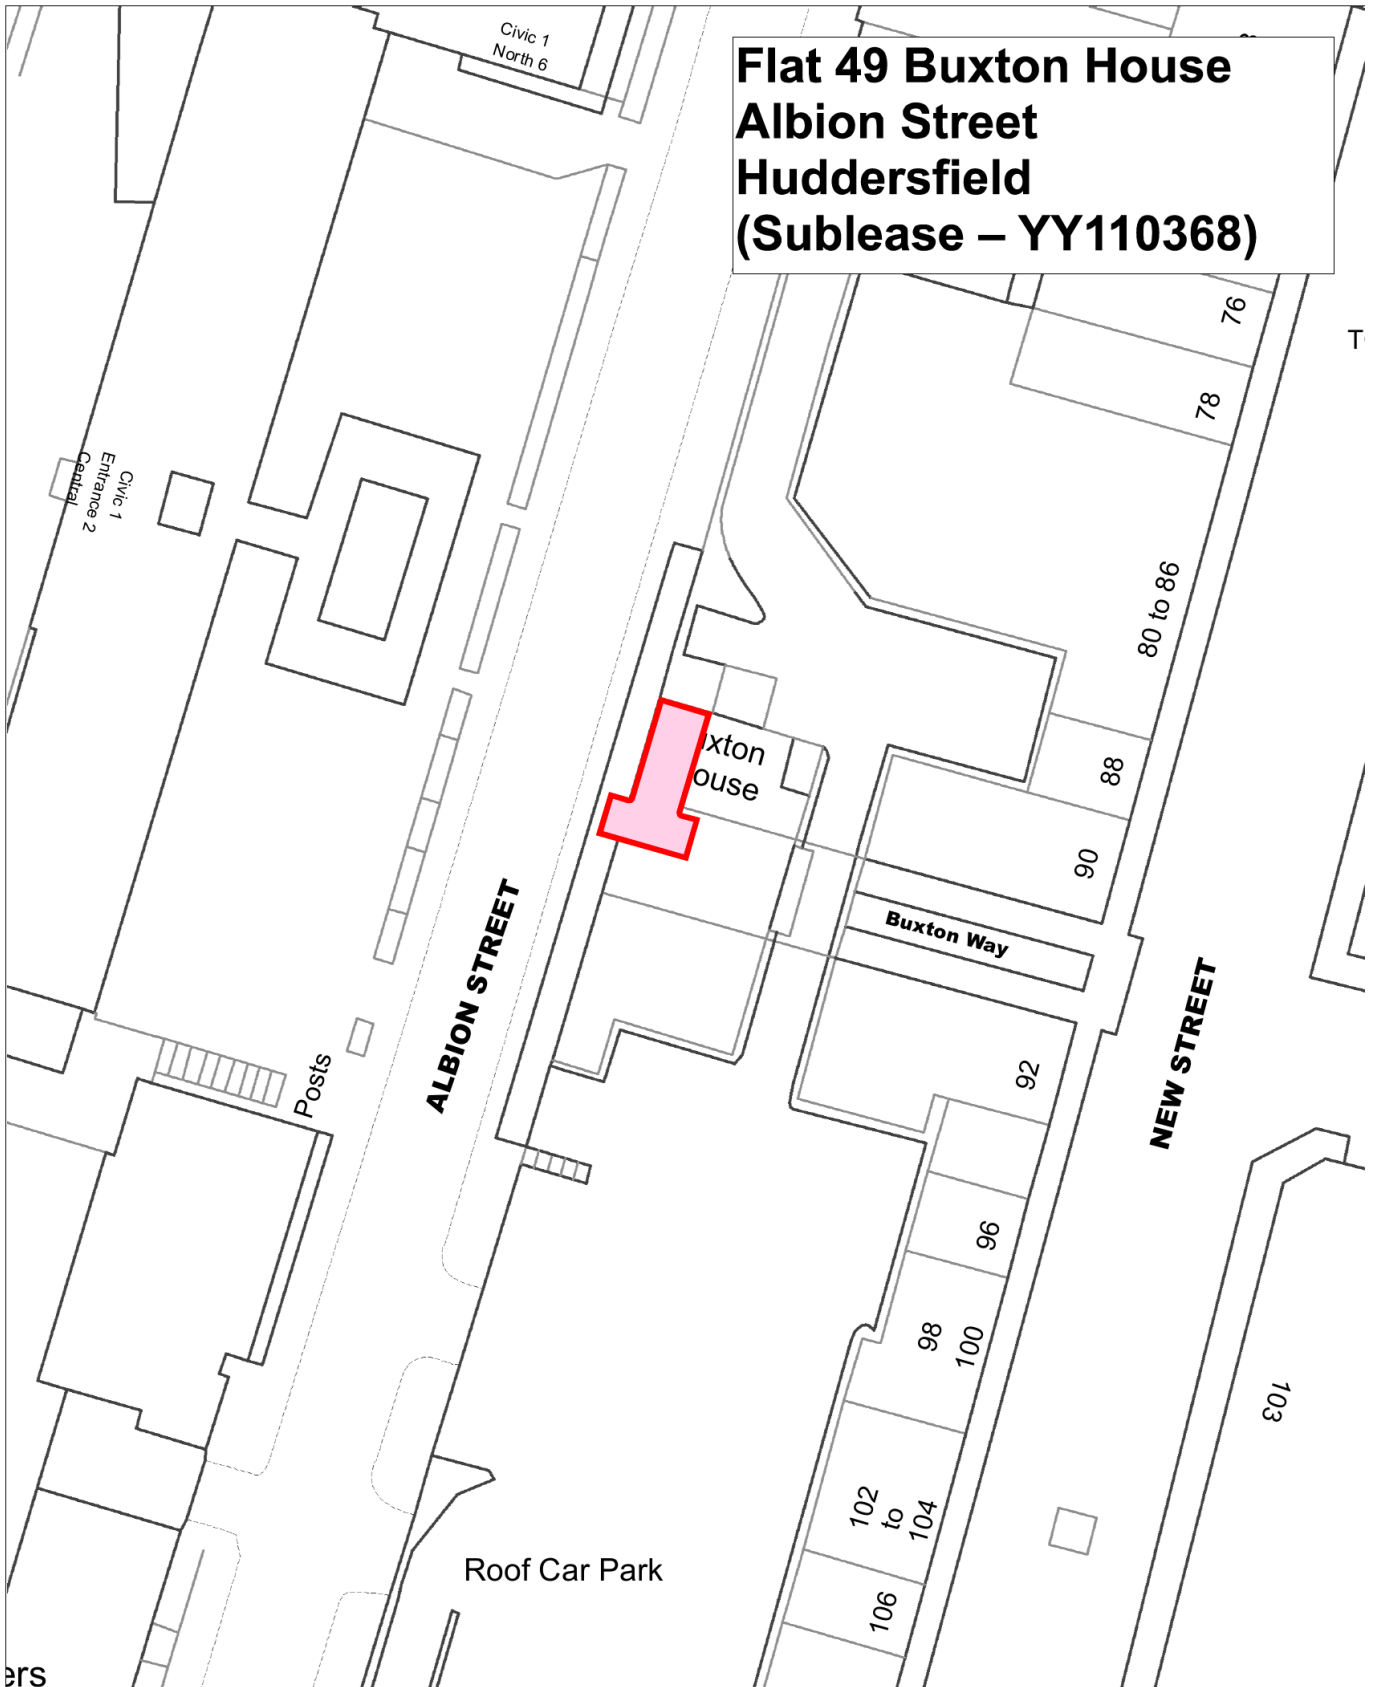 Civic 1
North 6
Flat 49 Buxton House
Albion Street
Huddersfield
(Sublease – YY110368)
76
78
Civic 1
Entrance 2
Central
80 to 86
uxton
ouse
88
90
Buxton Way
ALBION STREET
NEW STREET
Posts
92
96
98
100
103
102
to
104
Roof Car Park
106
ers